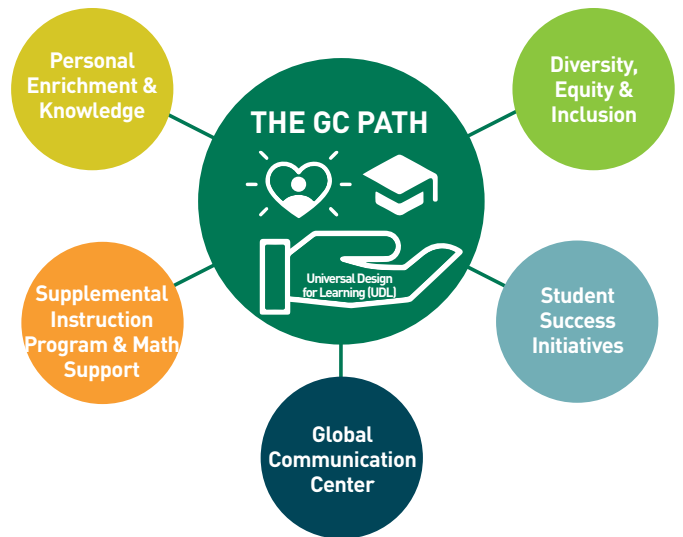 THE GC PATH
Universal Design
for Learning (UDL)
Personal
Enrichment &
Knowledge
Diversity,
Equity &
Inclusion
Supplemental
Instruction
Program & Math
Support
Student
Success
Initiatives
Global
Communication
Center